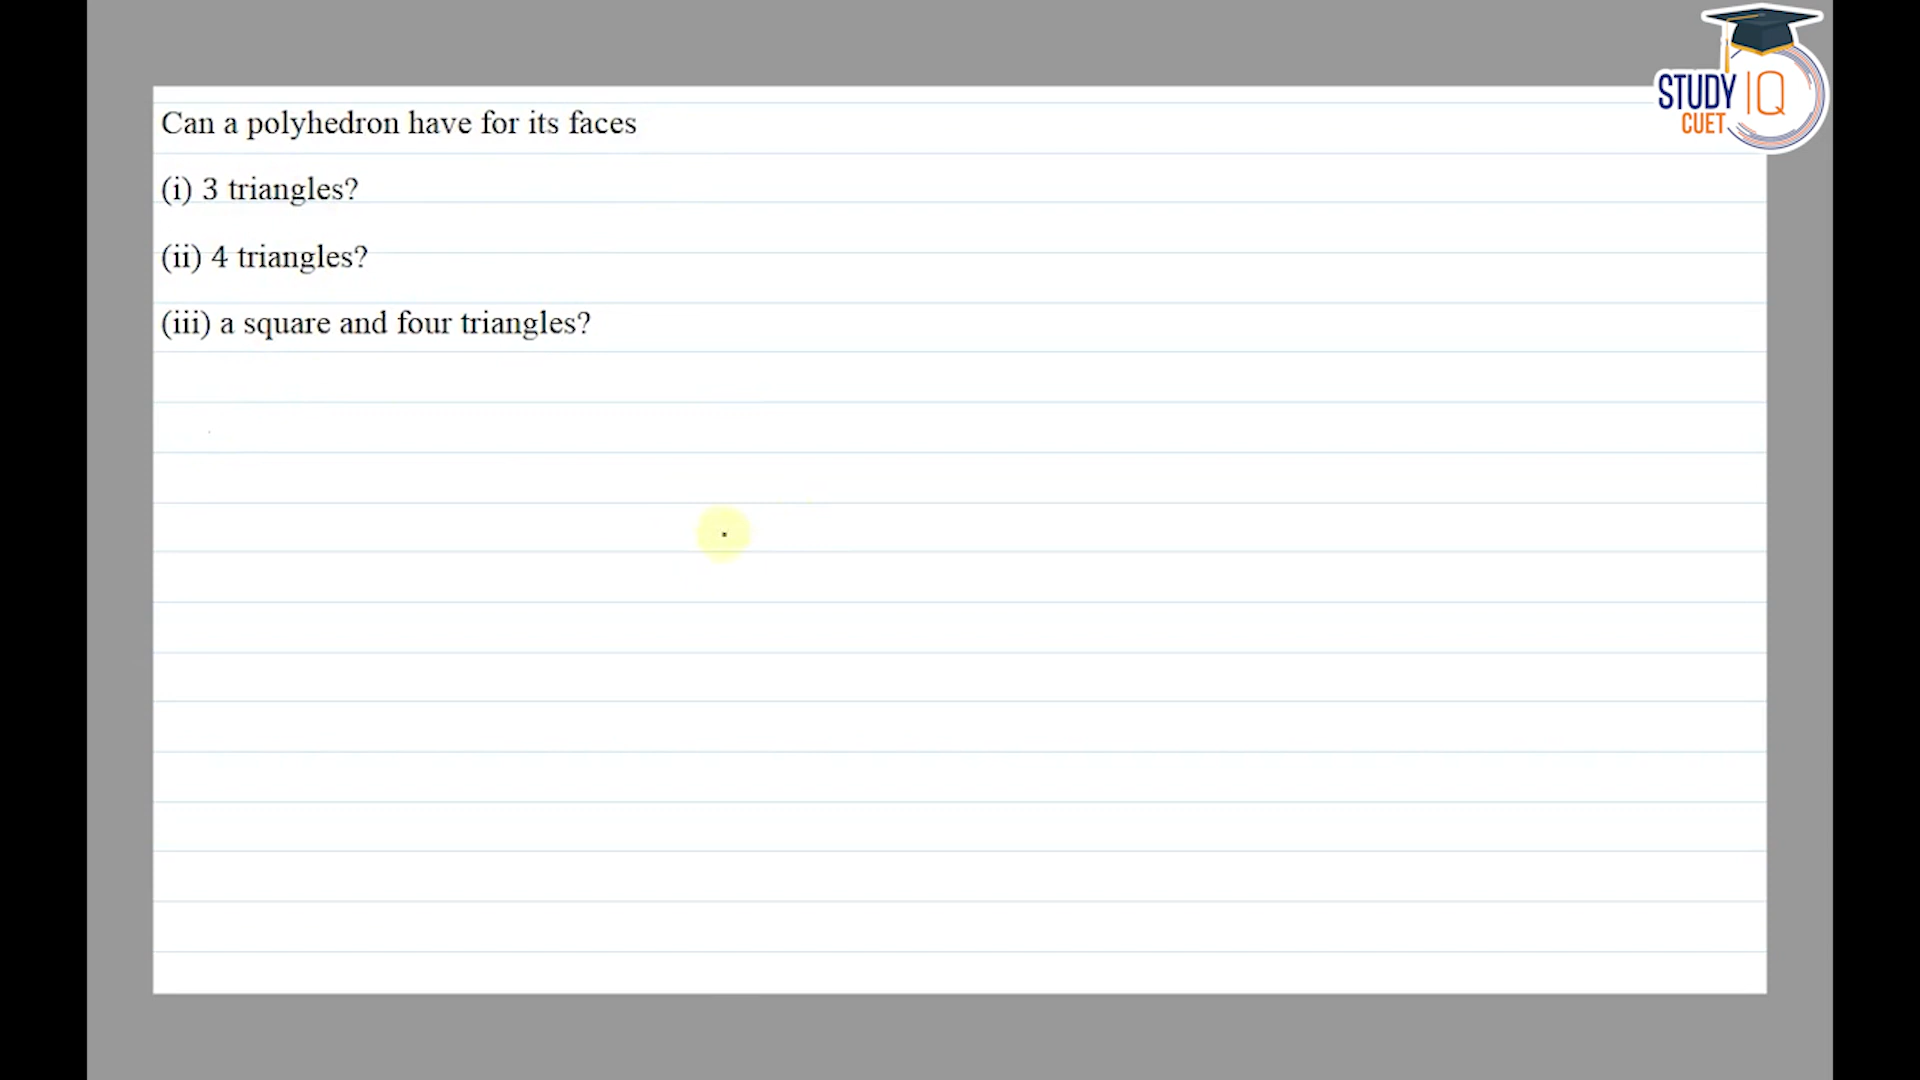 STUDY IQ
CUET
Can a polyhedron have for its faces
(i) 3 triangles?
(ii) 4 triangles?
(iii) a square and four triangles?